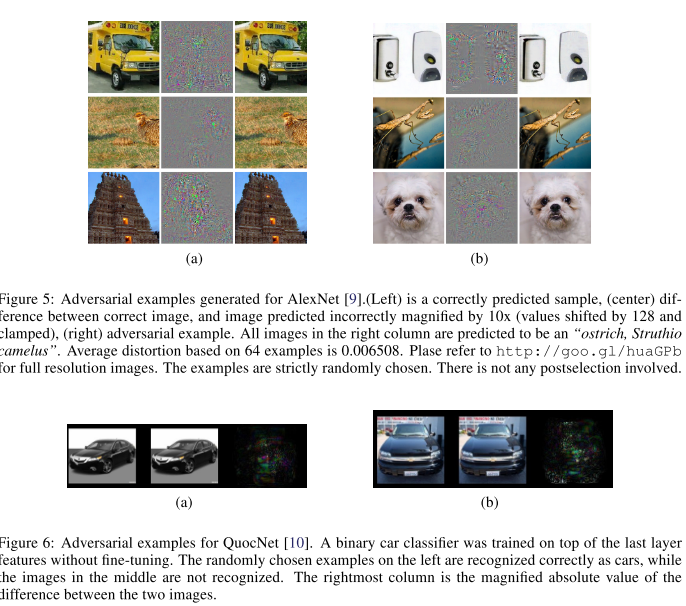 (a)
(b)
Figure 5: Adversarial examples generated for AlexNet [9].(Left) is a correctly predicted sample, (center) dif-
ference between correct image, and image predicted incorrectly magnified by 10x (values shifted by 128 and
clamped), (right) adversarial example. All images in the right column are predicted to be an “ostrich, Struthio
camelus”. Average distortion based on 64 examples is 0.006508. Plase refer to http://goo.gl/huaGPb
for full resolution images. The examples are strictly randomly chosen. There is not any postselection involved.
(a)
(b)
Figure 6: Adversarial examples for QuocNet [10]. A binary car classifier was trained on top of the last layer
features without fine-tuning. The randomly chosen examples on the left are recognized correctly as cars, while
the images in the middle are not recognized. The rightmost column is the magnified absolute value of the
difference between the two images.